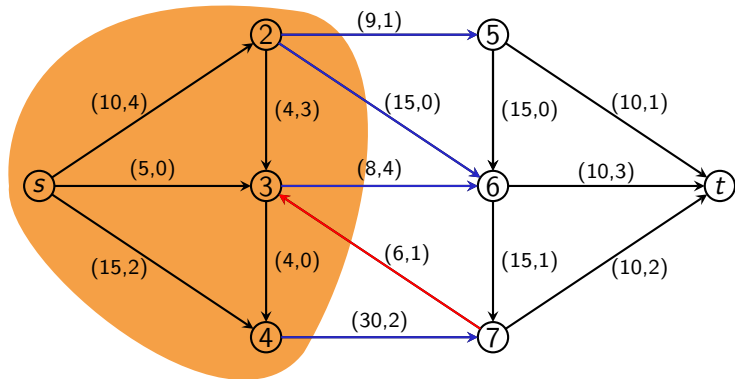 (9,1)
2 5
(10,4) (4,3) (15,0) (15,0) (10,1)
(5,0) (8,4) (10,3)
s 3 6 t
(15,2) (4,0) (6,1) (15,1) (10,2)
(30,2)
4 7